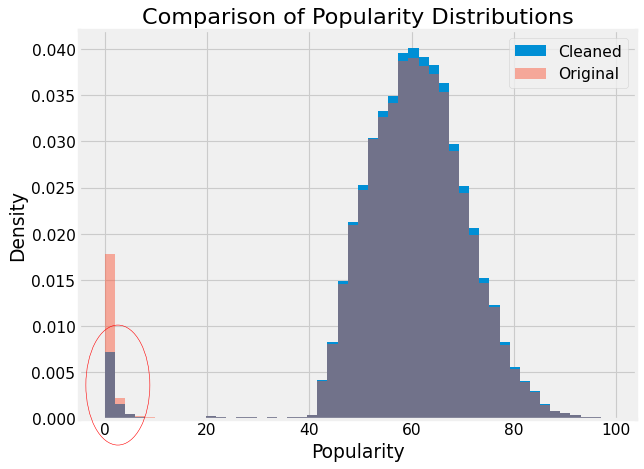 Comparison of Popularity Distributions
Cleaned
Original
0.040
0.035
0.030
0.025
0.020
0.015
0.010
0.005
0.000
Density
0 20 40 60 80 100
Popularity